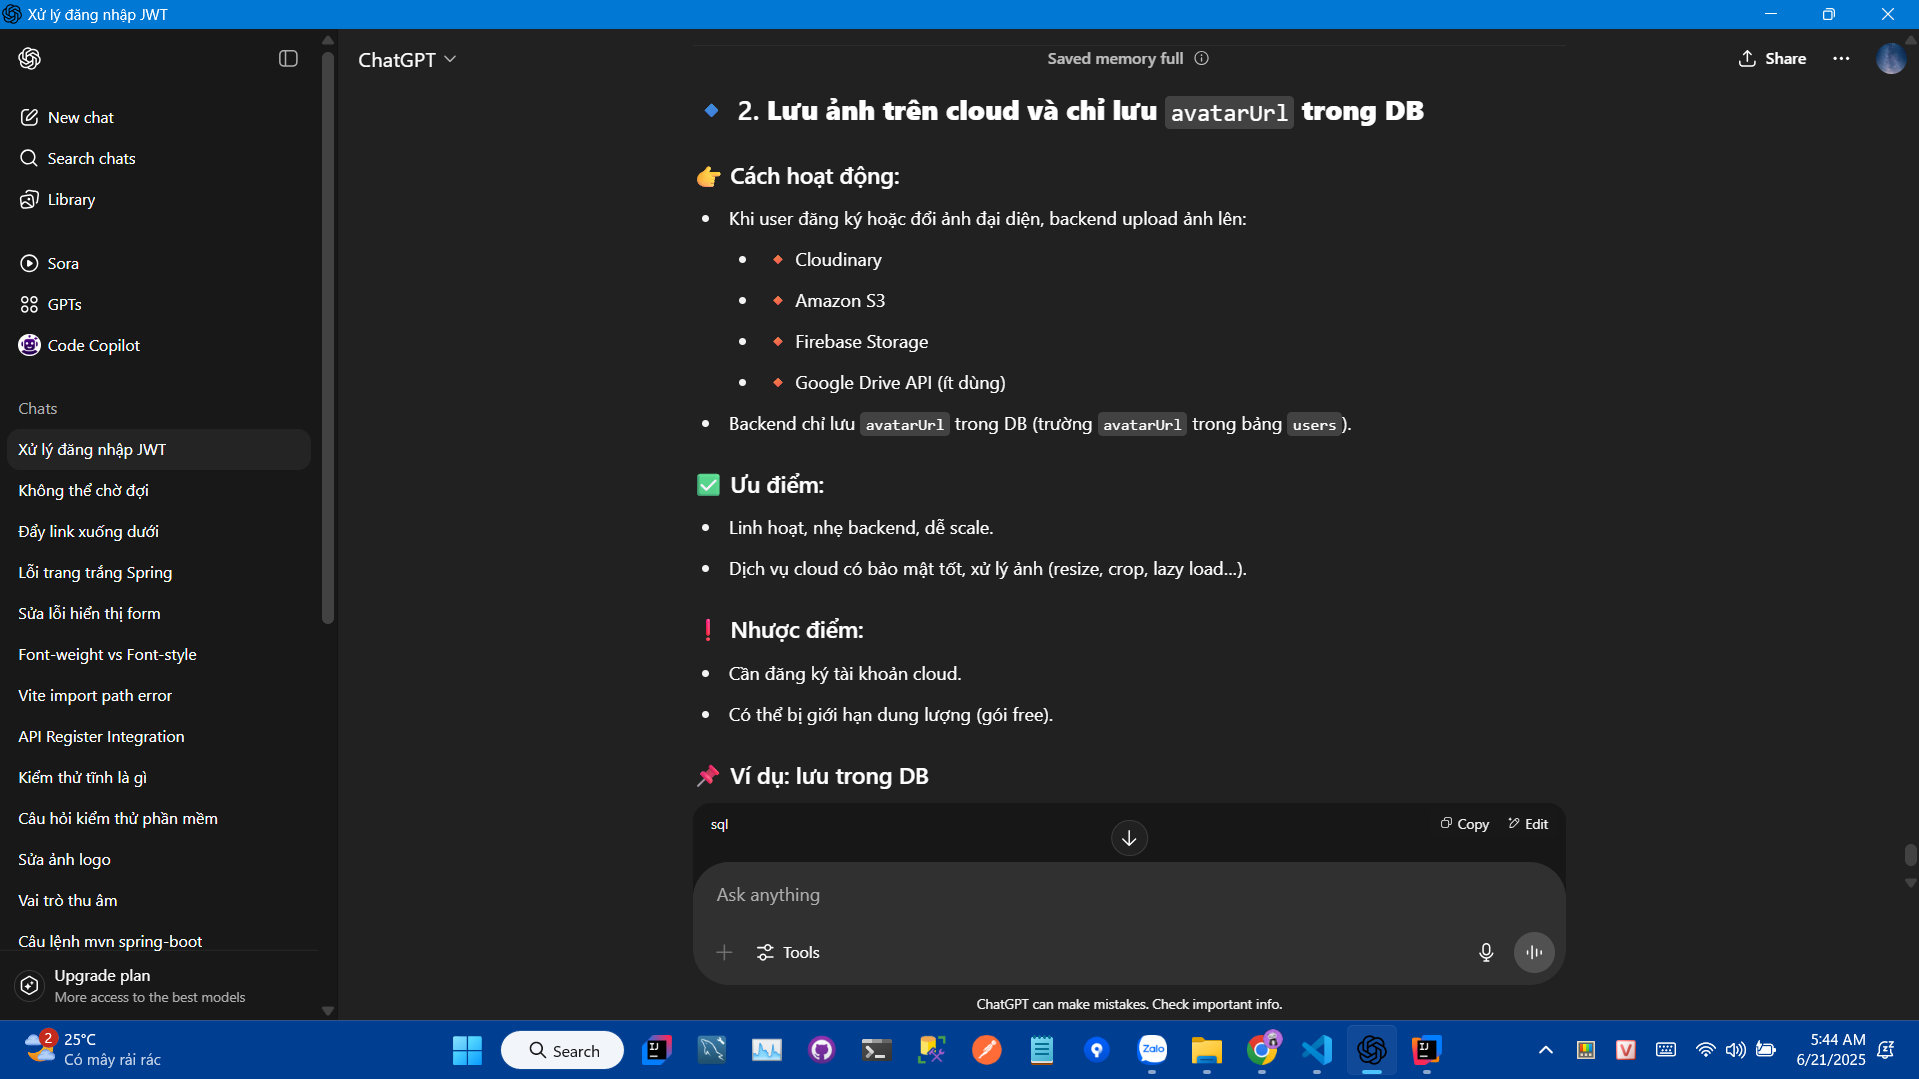 Xử lý đăng nhập JWT
New chat
Search chats
Library
Sora
GPTs
Code Copilot
Chats
Xử lý đăng nhập JWT
Không thể chờ đợi
Đẩy link xuống dưới
Lỗi trang trắng Spring
Sửa lỗi hiển thị form
Font-weight vs Font-style
Vite import path error
API Register Integration
Kiểm thử tĩnh là gì
Câu hỏi kiểm thử phần mềm
Sửa ảnh logo
Vai trò thu âm
Câu lệnh mvn spring-boot
Upgrade plan
More access to the best models
ChatGPT
Saved memory full
Share
2. Lưu ảnh trên cloud và chỉ lưu avatarUrl trong DB
👉 Cách hoạt động:
Khi user đăng ký hoặc đổi ảnh đại diện, backend upload ảnh lên:
Cloudinary
Amazon S3
Firebase Storage
Google Drive API (ít dùng)
Backend chỉ lưu avatarUrl trong DB (trường avatarUrl trong bảng users).
✅ Ưu điểm:
Linh hoạt, nhẹ backend, dễ scale.
Dịch vụ cloud có bảo mật tốt, xử lý ảnh (resize, crop, lazy load...).
❗ Nhược điểm:
Cần đăng ký tài khoản cloud.
Có thể bị giới hạn dung lượng (gói free).
📌 Ví dụ: lưu trong DB
sql
Copy
Edit
Ask anything
Tools
ChatGPT can make mistakes. Check important info.
2
25°C
Có mây rải rác
Search
IJ
Zalo
IJ
V
5:44 AM
6/21/2025